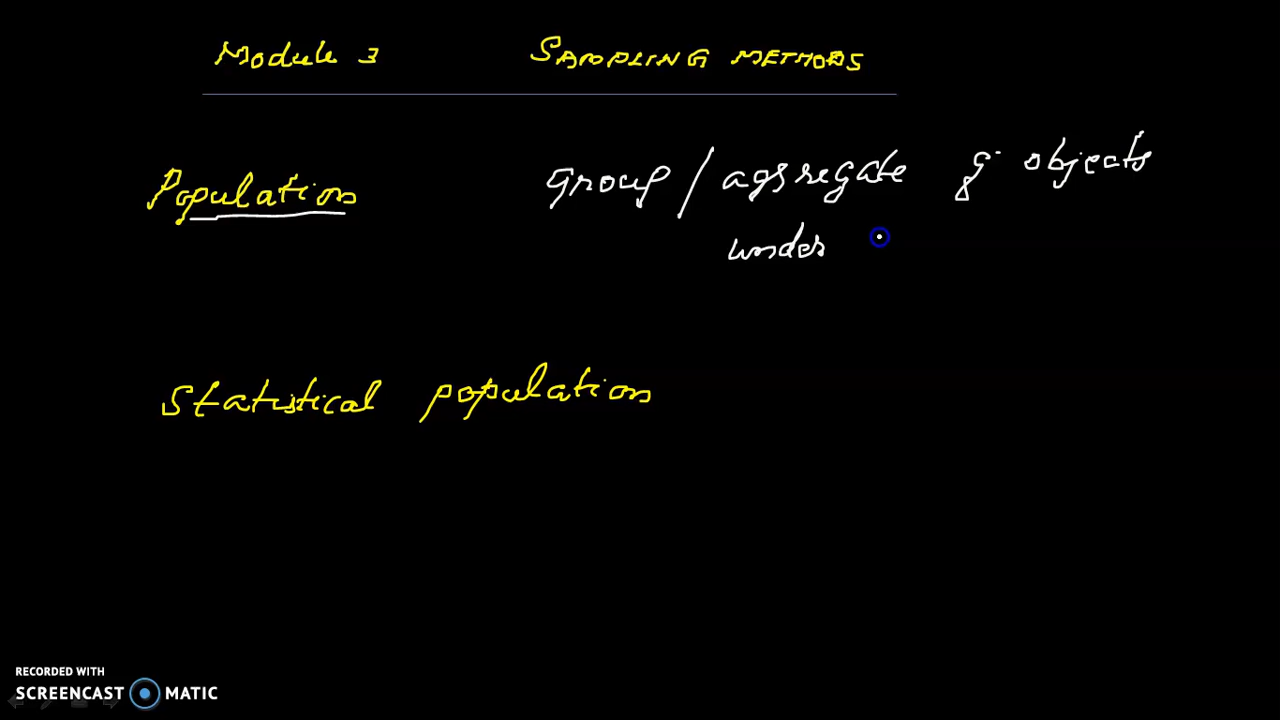 Module 3 SAMPLING METHODS
Population Group / aggregate of objects
under
Statistical population
RECORDED WITH
SCREENCAST MATIC